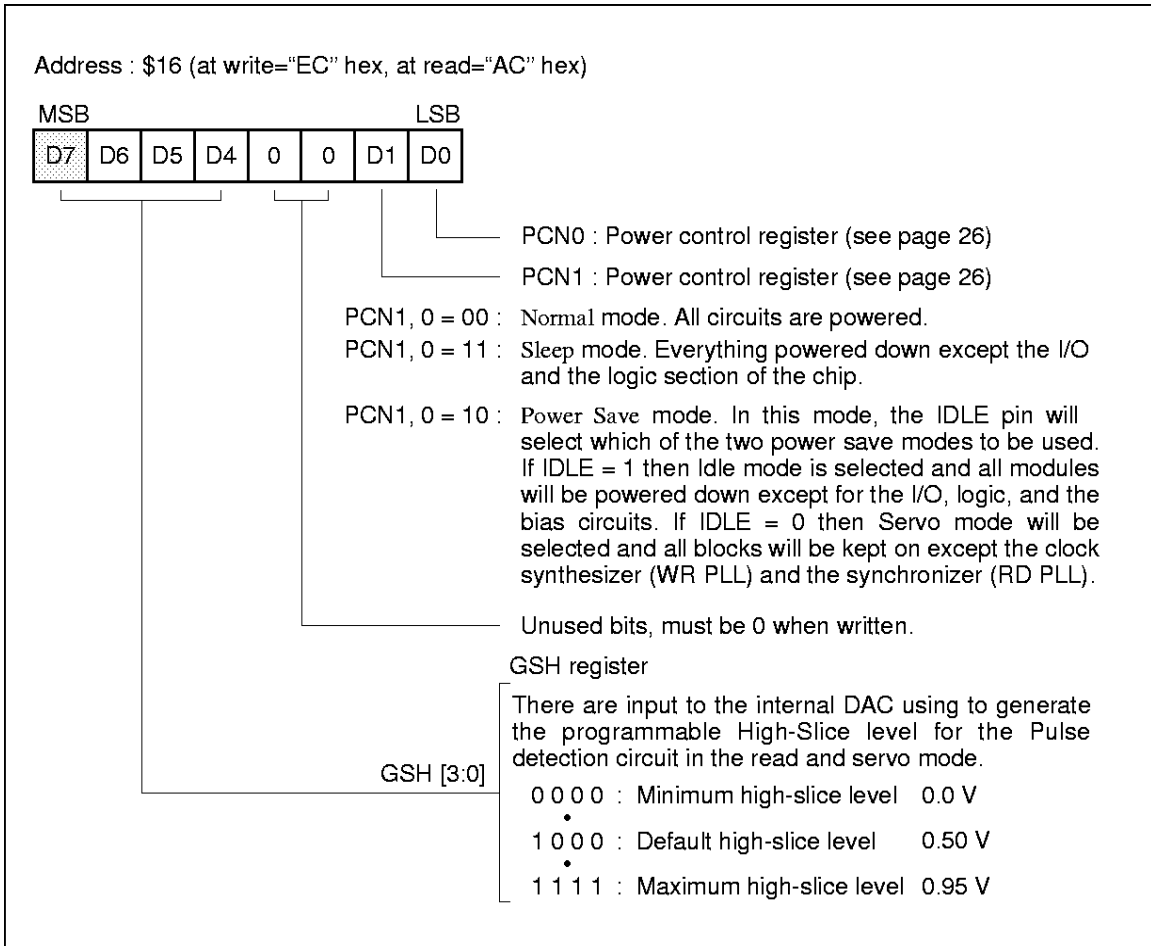 Address : $16 (at write=“EC” hex, at read=“AC” hex)
MSB LSB
D7 D6 D5 D4 0 0 D1 D0
PCN0 : Power control register (see page 26)
PCN1 : Power control register (see page 26)
PCN1, 0 = 00 : Normal mode. All circuits are powered.
PCN1, 0 = 11 : Sleep mode. Everything powered down except the I/O
and the logic section of the chip.
PCN1, 0 = 10 : Power Save mode. In this mode, the IDLE pin will
select which of the two power save modes to be used.
If IDLE = 1 then Idle mode is selected and all modules
will be powered down except for the I/O, logic, and the
bias circuits. If IDLE = 0 then Servo mode will be
selected and all blocks will be kept on except the clock
synthesizer (WR PLL) and the synchronizer (RD PLL).
Unused bits, must be 0 when written.
GSH register
There are input to the internal DAC using to generate
the programmable High-Slice level for the Pulse
detection circuit in the read and servo mode.
GSH [3:0]
0 0 0 0 : Minimum high-slice level 0.0 V
1 0 0 0 : Default high-slice level 0.50 V
1 1 1 1 : Maximum high-slice level 0.95 V